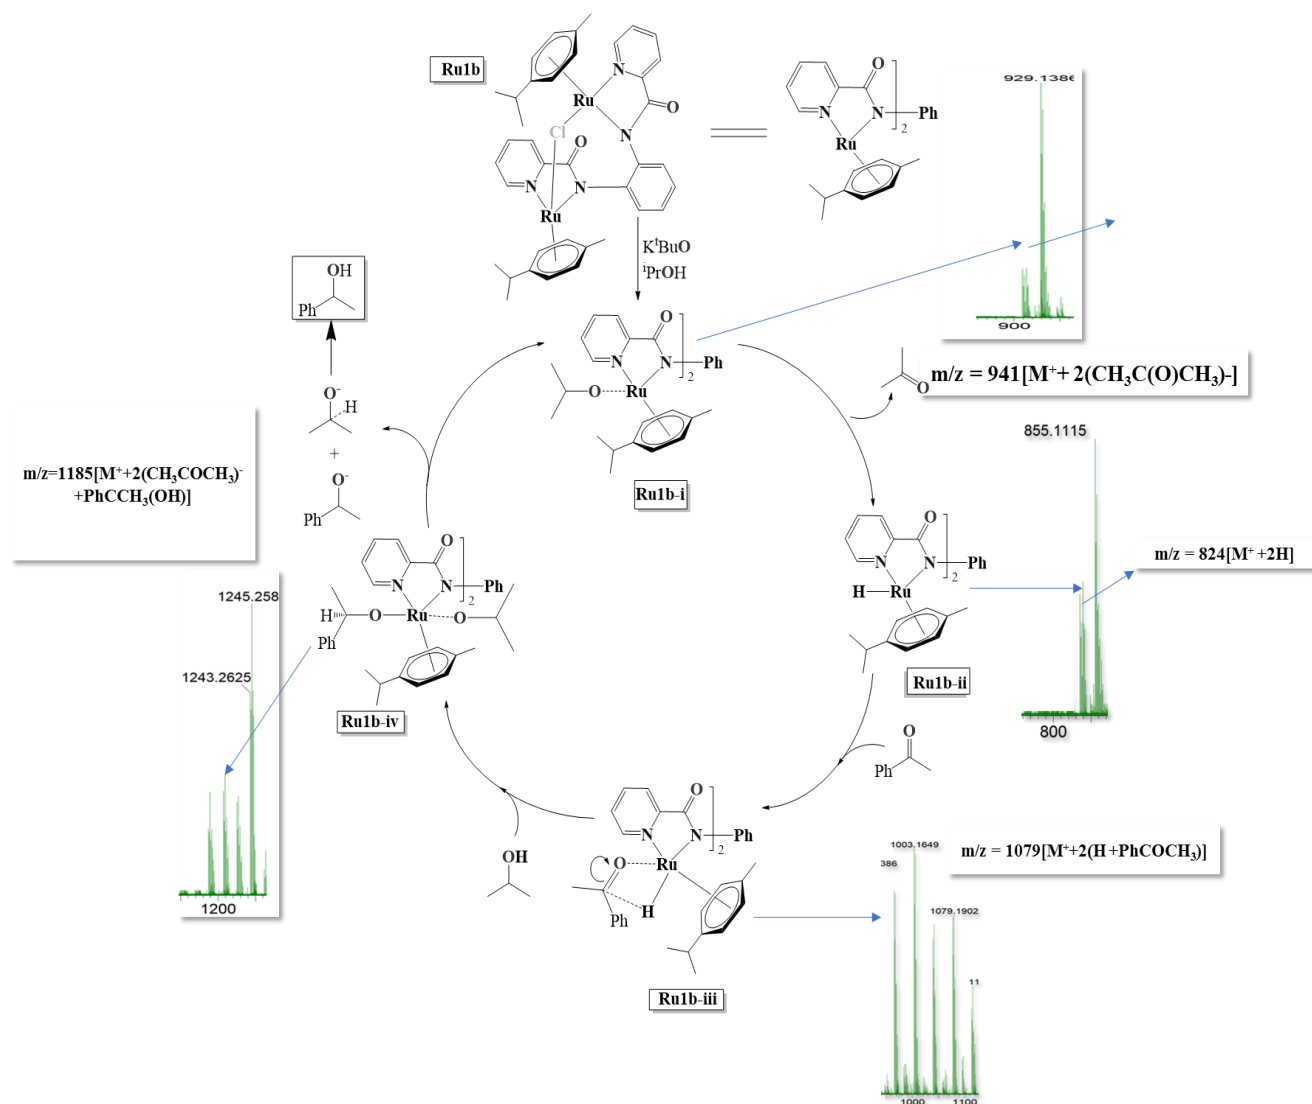 Ru1b
N
O
Ru
N
Cl
O
N
N
Ru
O
N
N
2
Ph
Ru
929.1386
900
KᵗBuO
ⁱPrOH
OH
Ph
O
N
N
2
Ph
O
Ru
Ru1b-i
O
m/z = 941[M⁺+ 2(CH₃C(O)CH₃)-]
O⁻
H
+
O⁻
Ph
m/z=1185[M⁺+2(CH₃COCH₃)⁻
+PhCCH₃(OH)]
855.1115
800
m/z = 824[M⁺ +2H]
O
N
N
2
Ph
H
Ru
Ru1b-ii
O
N
N
2
Ph
H
O
Ru
O
Ph
Ru1b-iv
1245.258
1243.2625
1200
O
Ph
OH
O
N
N
2
Ph
O
Ru
H
Ph
Ru1b-iii
m/z = 1079[M⁺+2(H+PhCOCH₃)]
386
1003.1649
1079.1902
11
1000
1100